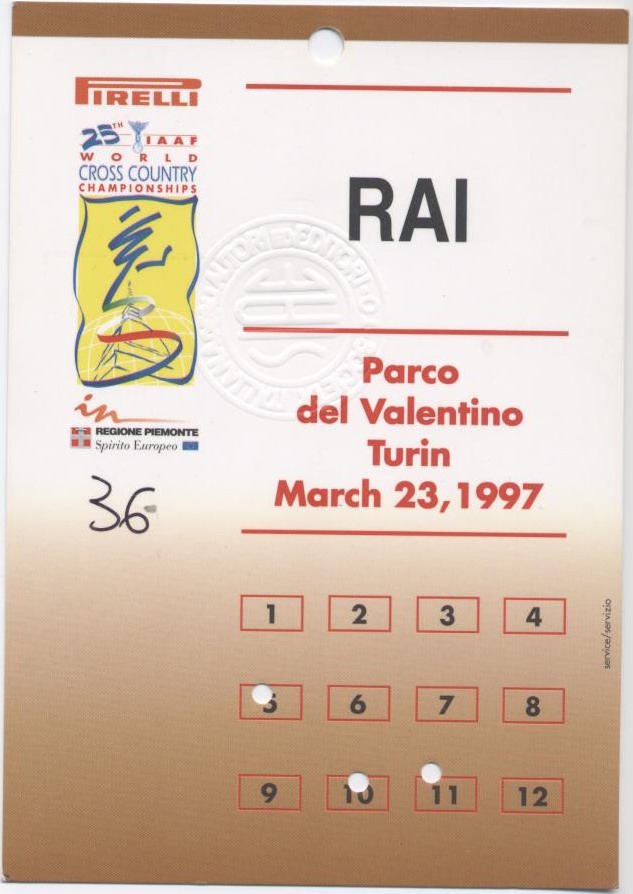 PIRELLI
25TH IAAF
WORLD
CROSS COUNTRY
CHAMPIONSHIPS
in
REGIONE PIEMONTE
Spirito Europeo
36
RAI
Parco
del Valentino
Turin
March 23, 1997
1 2 3 4
5 6 7 8
9 10 11 12
service/servizio